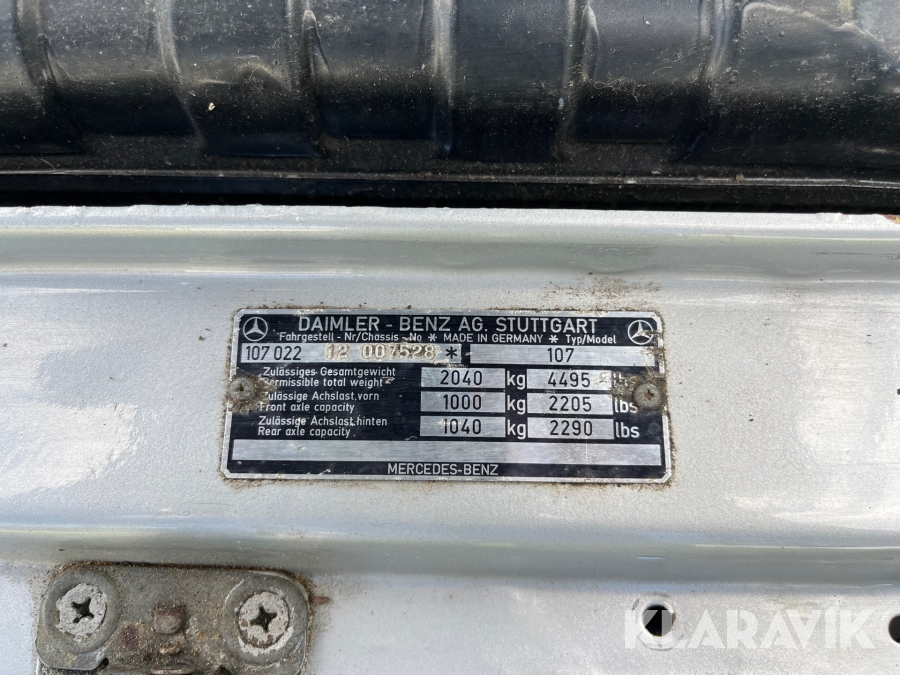 DAIMLER - BENZ AG. STUTTGART
Fahrgestell - Nr/Chassis - No * MADE IN GERMANY * Typ/Model
107 022 12 007528 * 107
Zulässiges Gesamtgewicht
Permissible total weight 2040 kg 4495 lbs
Zulässige Achslast.vorn
Front axle capacity 1000 kg 2205 lbs
Zulässige Achslast.hinten
Rear axle capacity 1040 kg 2290 lbs
MERCEDES-BENZ
KLARAVIK